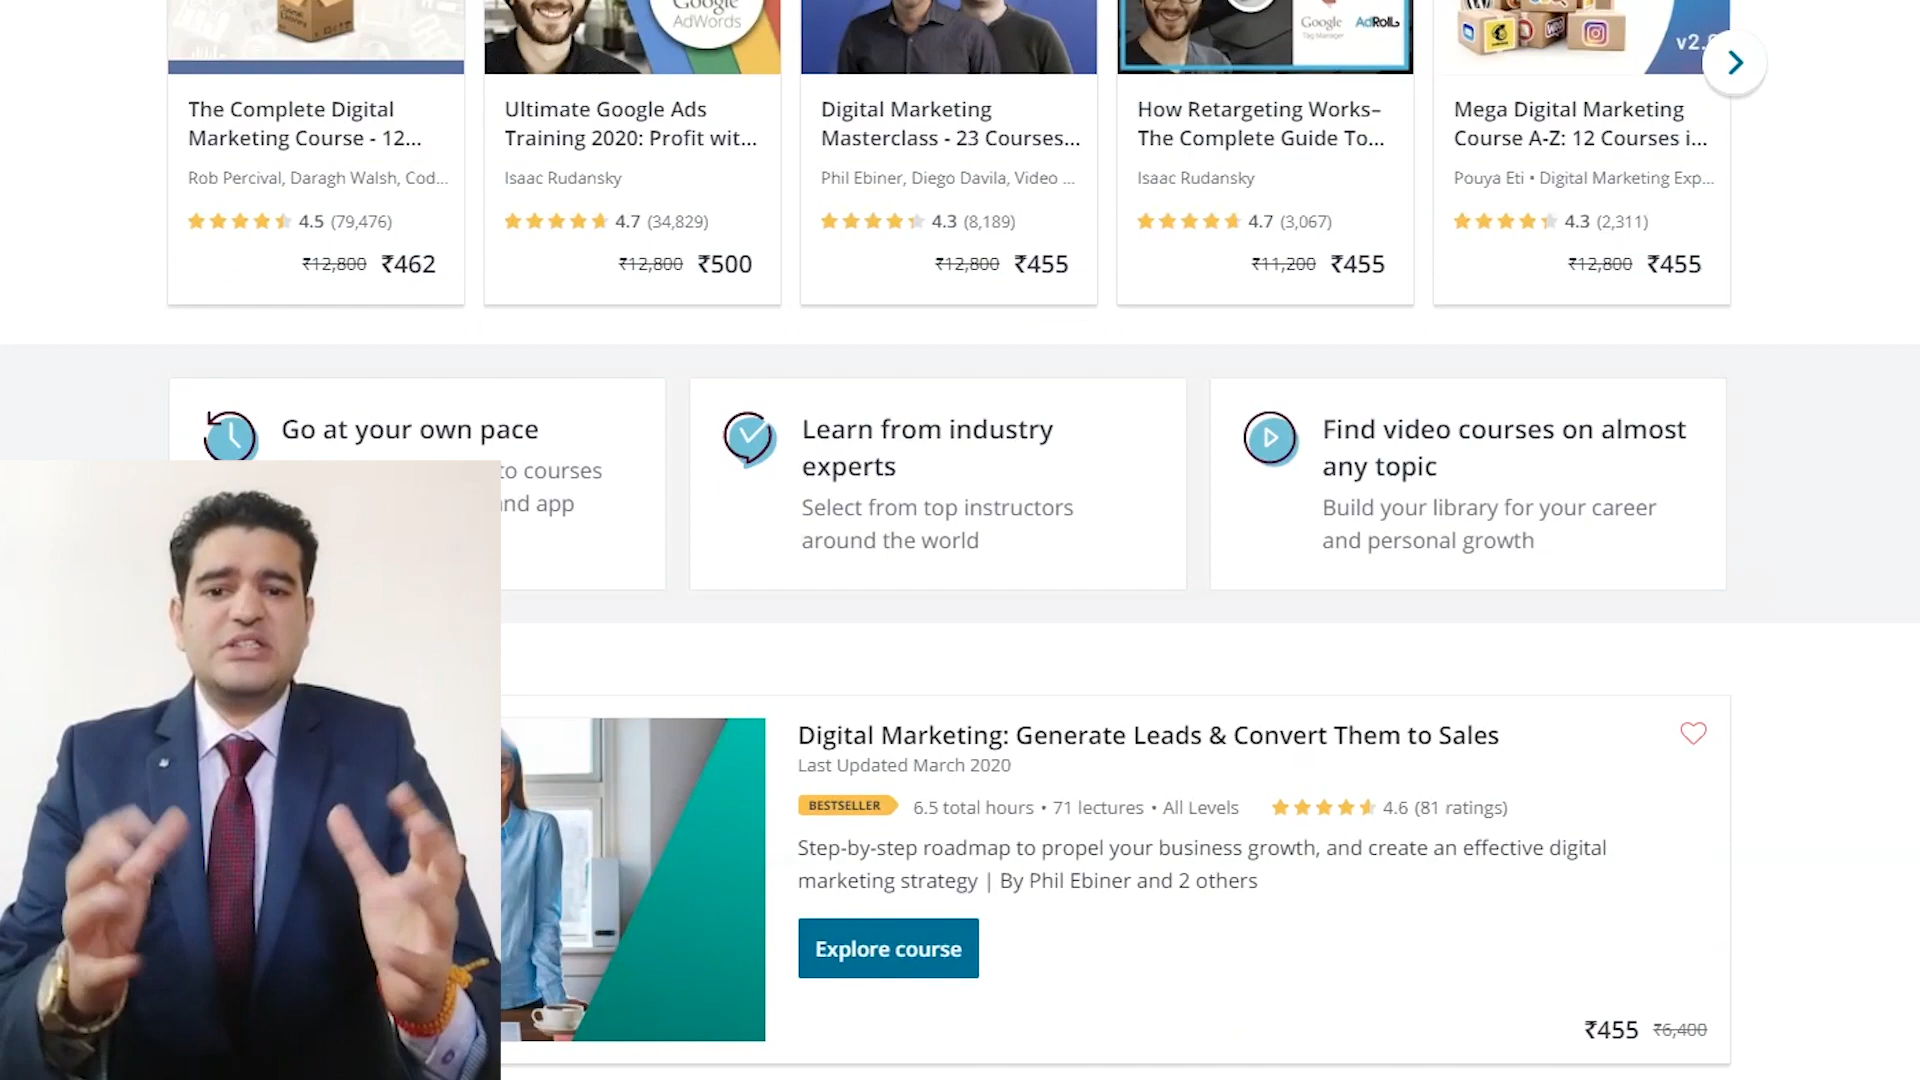 Google
AdWords
Google
Tag Manager
AdRoll
v2.
The Complete Digital
Marketing Course - 12...
Rob Percival, Daragh Walsh, Cod...
4.5 (79,476)
₹12,800 ₹462
Ultimate Google Ads
Training 2020: Profit wit...
Isaac Rudansky
4.7 (34,829)
₹12,800 ₹500
Digital Marketing
Masterclass - 23 Courses...
Phil Ebiner, Diego Davila, Video ...
4.3 (8,189)
₹12,800 ₹455
How Retargeting Works–
The Complete Guide To...
Isaac Rudansky
4.7 (3,067)
₹11,200 ₹455
Mega Digital Marketing
Course A-Z: 12 Courses i...
Pouya Eti • Digital Marketing Exp...
4.3 (2,311)
₹12,800 ₹455
Go at your own pace
to courses
and app
Learn from industry
experts
Select from top instructors
around the world
Find video courses on almost
any topic
Build your library for your career
and personal growth
Digital Marketing: Generate Leads & Convert Them to Sales
Last Updated March 2020
BESTSELLER 6.5 total hours • 71 lectures • All Levels 4.6 (81 ratings)
Step-by-step roadmap to propel your business growth, and create an effective digital
marketing strategy | By Phil Ebiner and 2 others
Explore course
₹455 ₹6,400